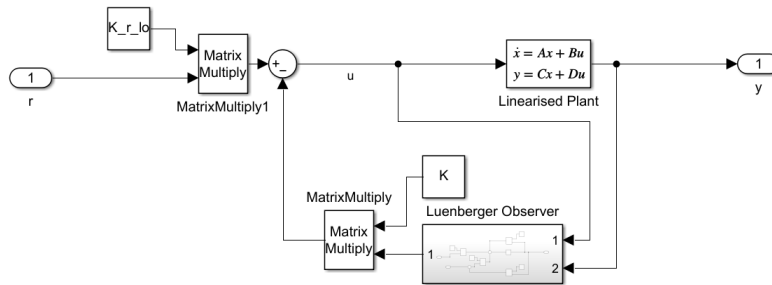 K_r_lo
Matrix
Multiply
MatrixMultiply1
1
r
+
−
u
ẋ = Ax + Bu
y = Cx + Du
Linearised Plant
1
y
MatrixMultiply
K
Matrix
Multiply
Luenberger Observer
1
1
2